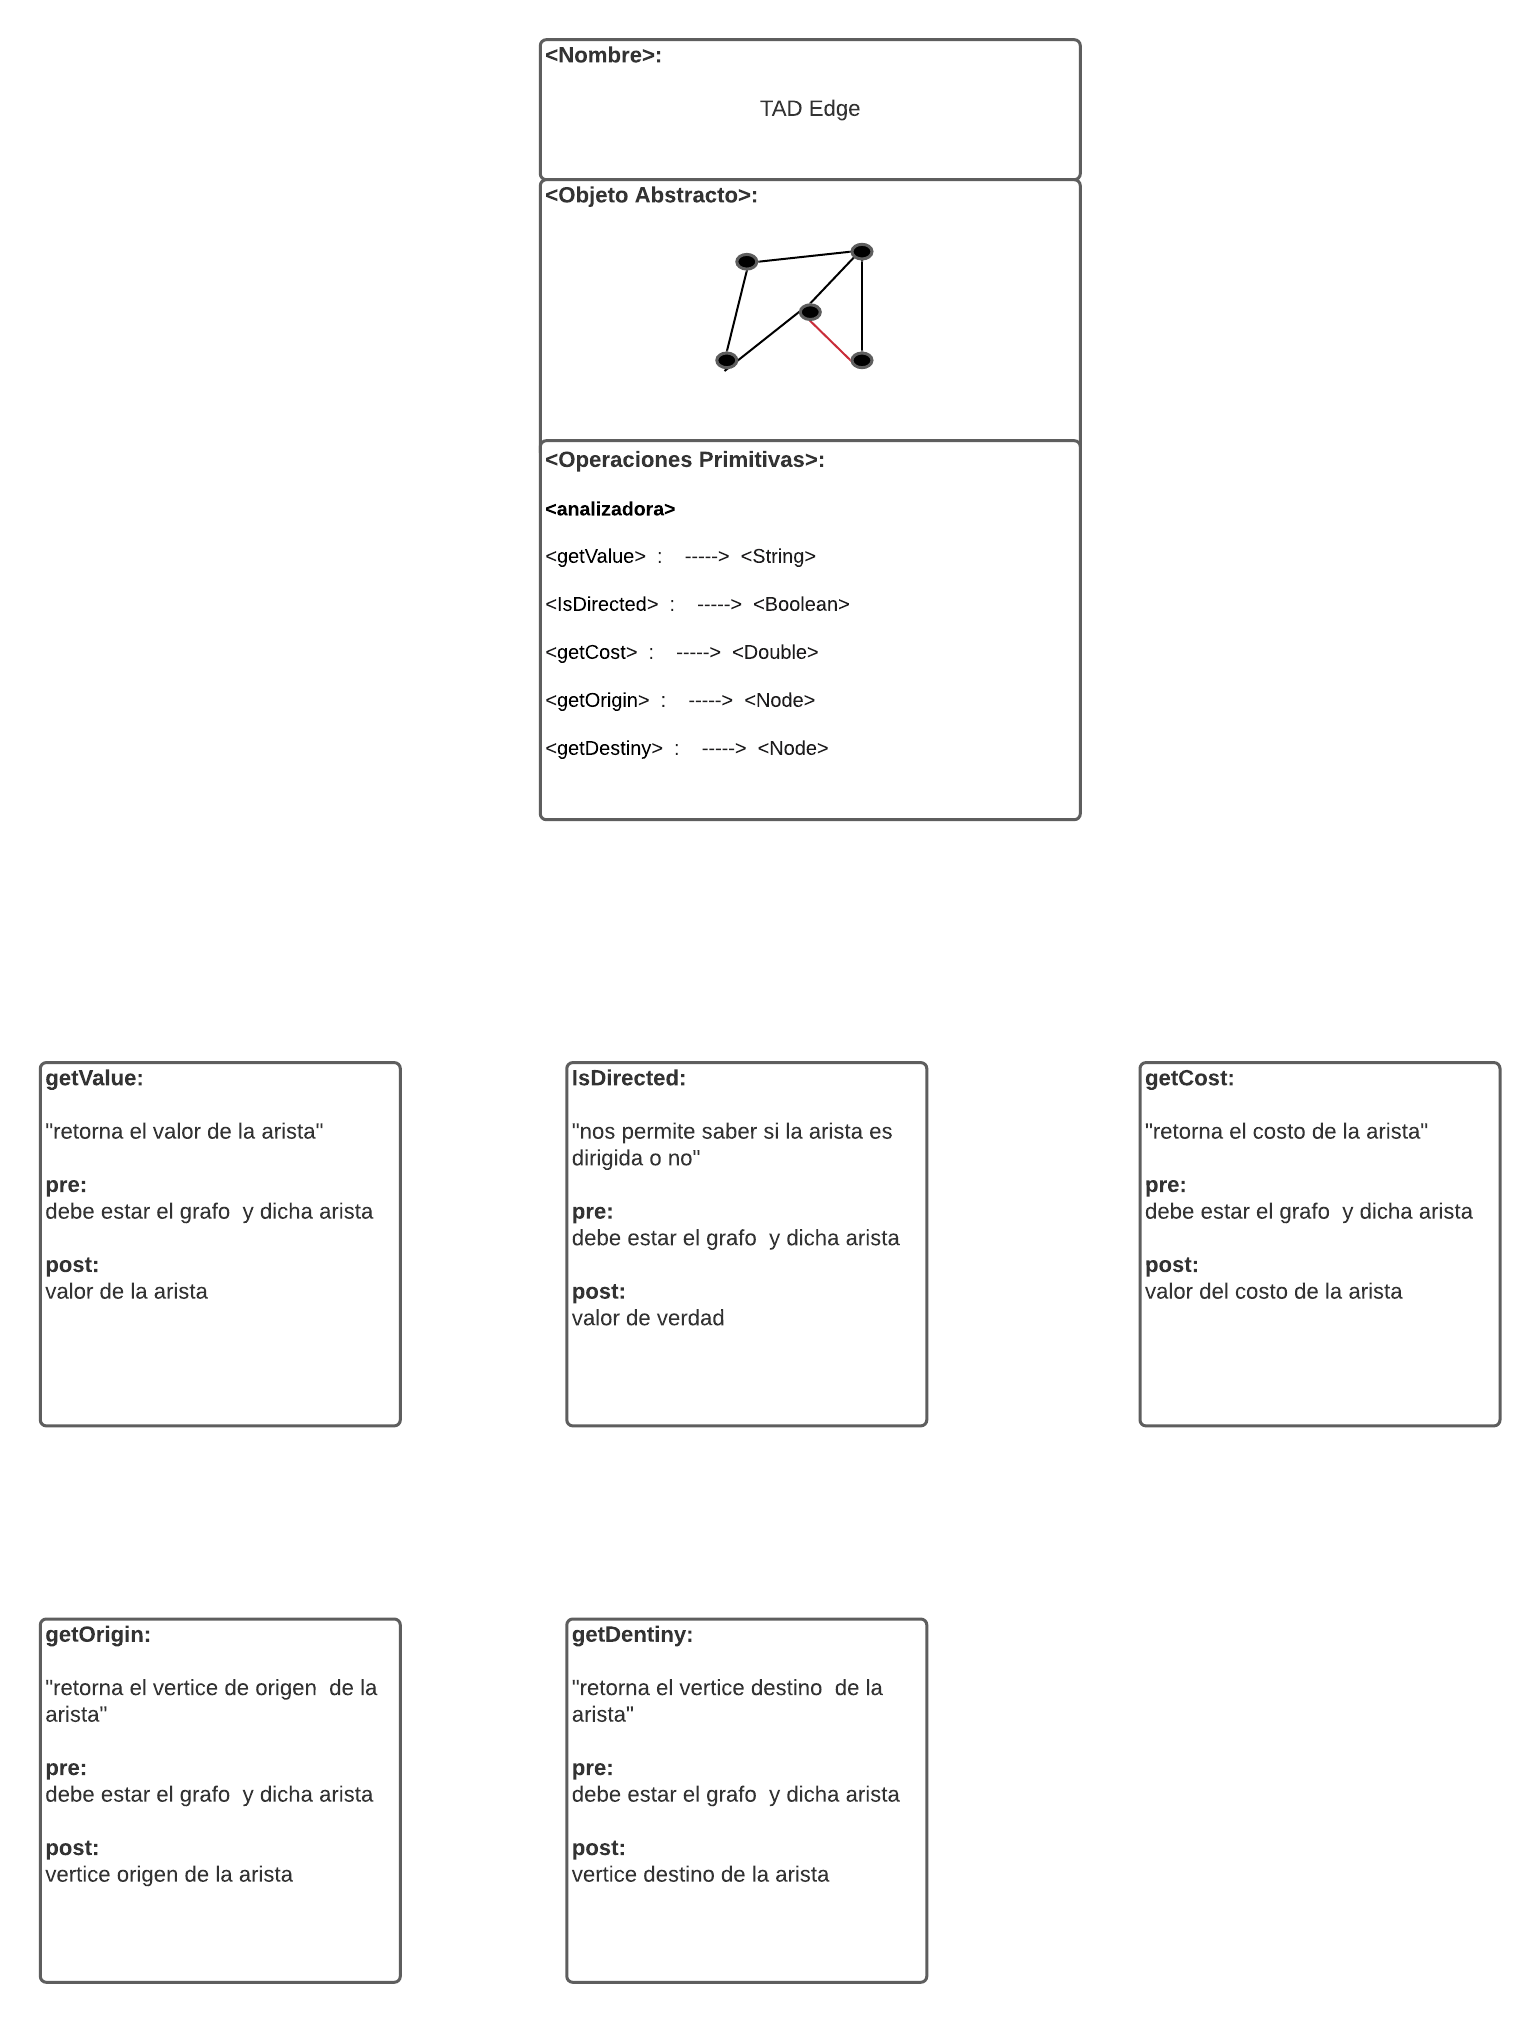 <Nombre>:
TAD Edge
<Objeto Abstracto>:
<Operaciones Primitivas>:
<analizadora>
<getValue>  :    ----->  <String>
<IsDirected>  :    ----->  <Boolean>
<getCost>  :    ----->  <Double>
<getOrigin>  :    ----->  <Node>
<getDestiny>  :    ----->  <Node>
getValue:
"retorna el valor de la arista"
pre:
debe estar el grafo  y dicha arista
post:
valor de la arista
IsDirected:
"nos permite saber si la arista es
dirigida o no"
pre:
debe estar el grafo  y dicha arista
post:
valor de verdad
getCost:
"retorna el costo de la arista"
pre:
debe estar el grafo  y dicha arista
post:
valor del costo de la arista
getOrigin:
"retorna el vertice de origen  de la
arista"
pre:
debe estar el grafo  y dicha arista
post:
vertice origen de la arista
getDentiny:
"retorna el vertice destino  de la
arista"
pre:
debe estar el grafo  y dicha arista
post:
vertice destino de la arista